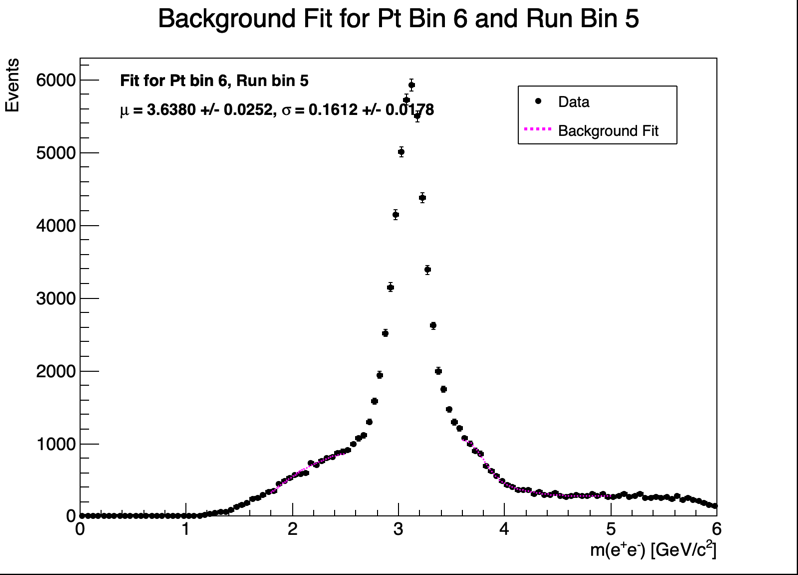 Background Fit for Pt Bin 6 and Run Bin 5
Events
Fit for Pt bin 6, Run bin 5
μ = 3.6380 +/- 0.0252, σ = 0.1612 +/- 0.0178
Data
Background Fit
6000
5000
4000
3000
2000
1000
0
0 1 2 3 4 5 6
m(e⁺e⁻) [GeV/c²]